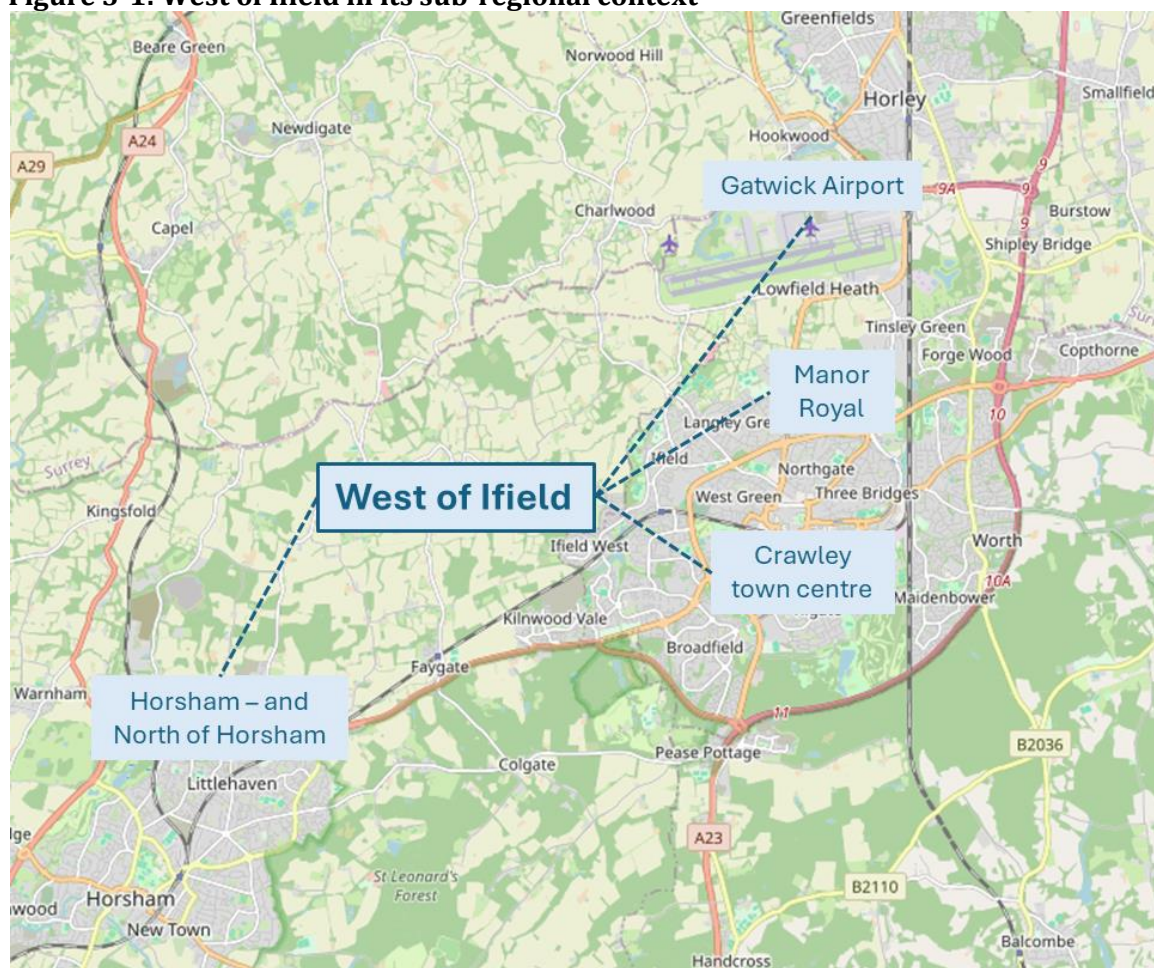 Figure 3-1: West of Ifield in its sub-regional context
Greenfields
Beare Green
Norwood Hill
Smallfield
Horley
Newdigate
Hookwood
A24
A29
Gatwick Airport
9A
9
9
Charlwood
Burstow
Capel
Shipley Bridge
Lowfield Heath
Tinsley Green
Forge Wood
Copthorne
Manor
Royal
10
Langley Gre
Ifield
Surrey
Northgate
West of Ifield
West Green
Three Bridges
Kingsfold
Ifield West
Worth
Crawley
town centre
10A
Maidenbower
Kilnwood Vale
Broadfield
Faygate
Warnham
Horsham – and
North of Horsham
11
Pease Pottage
B2036
Colgate
Littlehaven
A23
St Leonard's
Forest
B2110
Horsham
New Town
Balcombe
Handcross